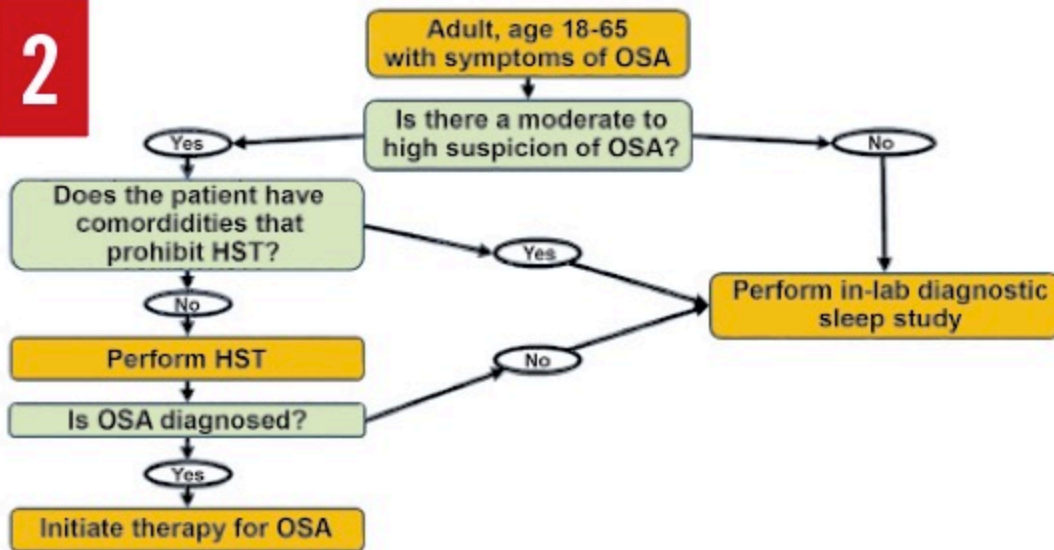 2
Adult, age 18-65
with symptoms of OSA
Is there a moderate to
high suspicion of OSA?
Yes
No
Does the patient have
comordidities that
prohibit HST?
Yes
No
Perform in-lab diagnostic
sleep study
Perform HST
No
Is OSA diagnosed?
Yes
Initiate therapy for OSA